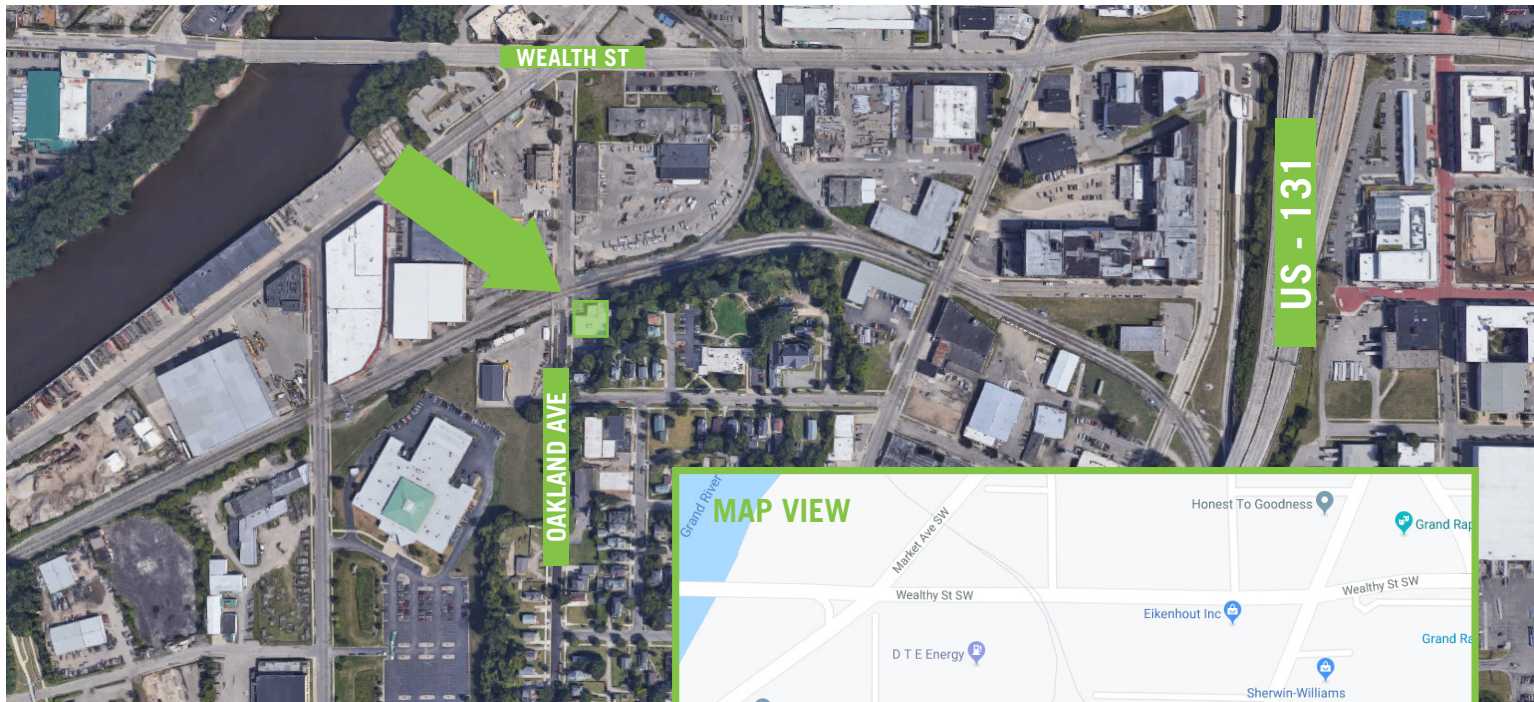 WEALTH ST
US - 131
OAKLAND AVE
MAP VIEW
Grand River
Market Ave SW
Honest To Goodness
Grand Rap
Wealthy St SW
Wealthy St SW
Eikenhout Inc
Grand Ra
D T E Energy
Sherwin-Williams